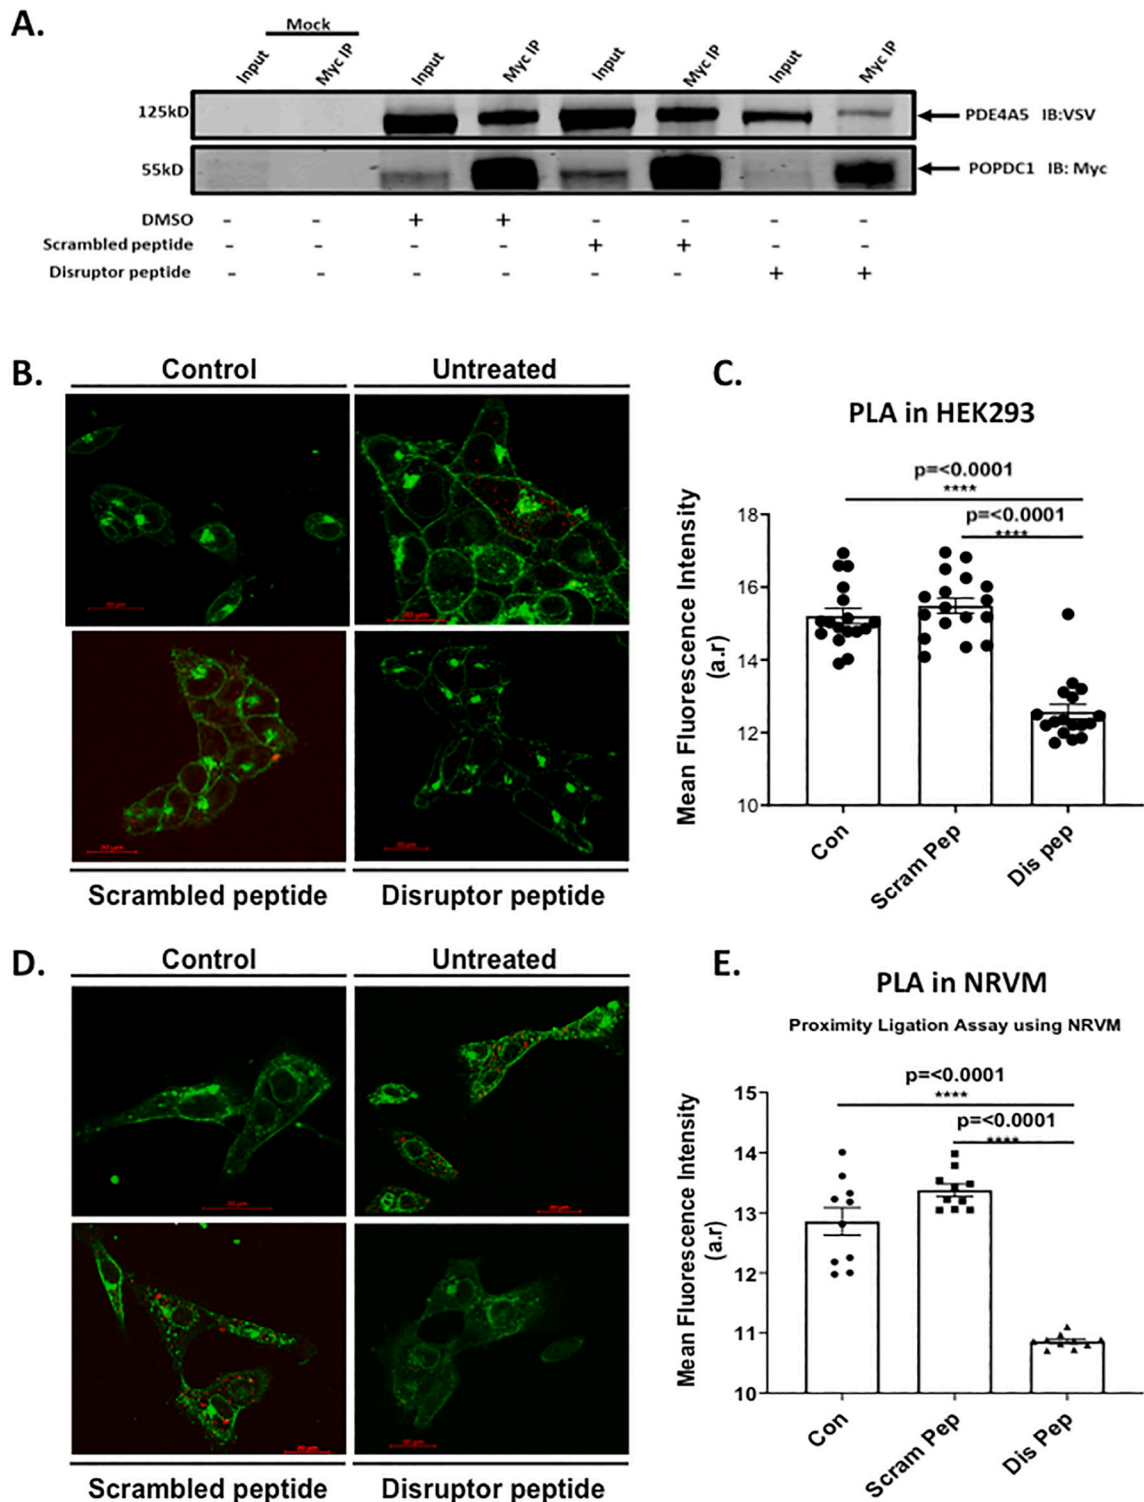 A.
Mock
Input Myc IP Input Myc IP Input Myc IP Input Myc IP
125kD PDE4A5 IB:VSV
55kD POPDC1 IB: Myc
DMSO - - + + - - - -
Scrambled peptide - - - - + + - -
Disruptor peptide - - - - - - + +
B.
Control Untreated
Scrambled peptide Disruptor peptide
C.
PLA in HEK293
p=<0.0001
****
p=<0.0001
****
Mean Fluorescence Intensity
(a.r)
18
16
14
12
10
Con Scram Pep Dis pep
D.
Control Untreated
Scrambled peptide Disruptor peptide
E.
PLA in NRVM
Proximity Ligation Assay using NRVM
p=<0.0001
****
p=<0.0001
****
Mean Fluorescence Intensity
(a.r)
15
14
13
12
11
10
Con Scram Pep Dis Pep